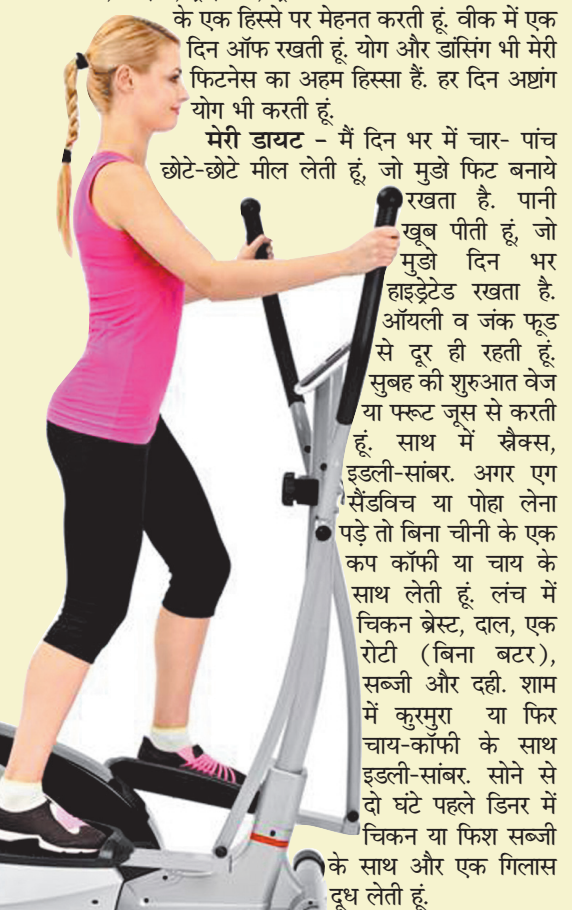 के एक हिस्से पर मेहनत करती हूं. वीक में एक
दिन ऑफ रखती हूं. योग और डांसिंग भी मेरी
फिटनेस का अहम हिस्सा हैं. हर दिन अष्टांग
योग भी करती हूं.
मेरी डायट – मैं दिन भर में चार- पांच
छोटे-छोटे मील लेती हूं, जो मुझे फिट बनाये
रखता है. पानी
खूब पीती हूं, जो
मुझे दिन भर
हाइड्रेटेड रखता है.
ऑयली व जंक फूड
से दूर ही रहती हूं.
सुबह की शुरुआत वेज
या फ्रूट जूस से करती
हूं. साथ में स्नैक्स,
इडली-सांबर. अगर एग
सैंडविच या पोहा लेना
पड़े तो बिना चीनी के एक
कप कॉफी या चाय के
साथ लेती हूं. लंच में
चिकन ब्रेस्ट, दाल, एक
रोटी (बिना बटर),
सब्जी और दही. शाम
में कुरमुरा या फिर
चाय-कॉफी के साथ
इडली-सांबर. सोने से
दो घंटे पहले डिनर में
चिकन या फिश सब्जी
के साथ और एक गिलास
दूध लेती हूं.